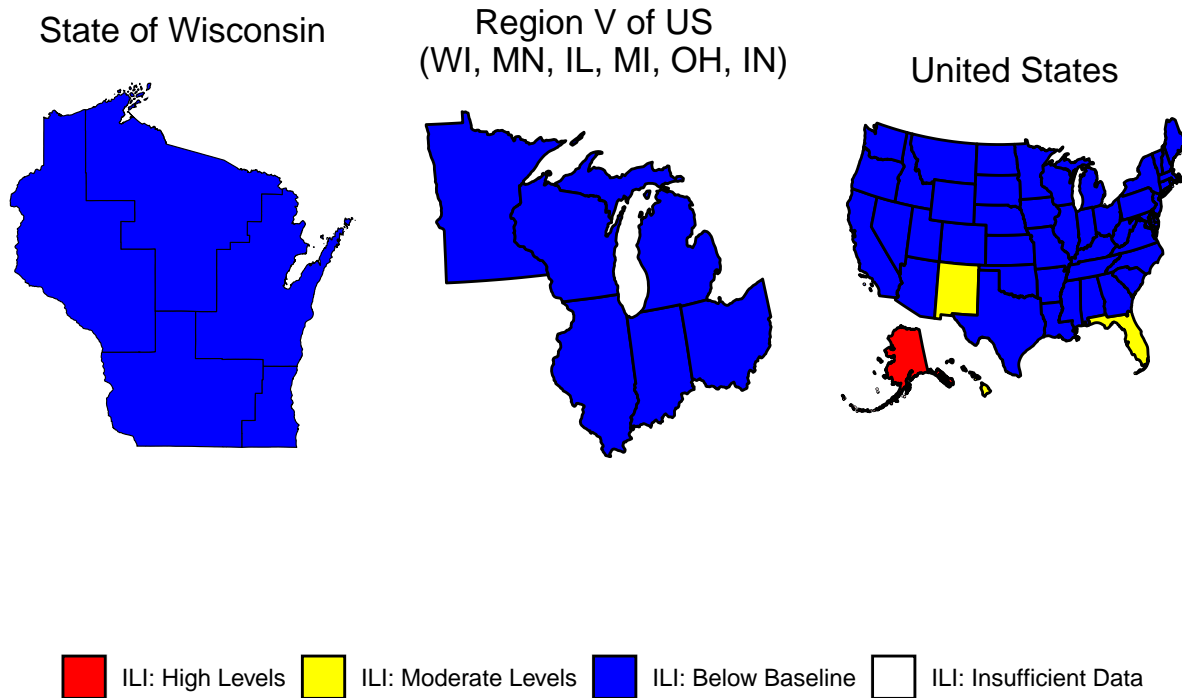 State of Wisconsin
Region V of US
(WI, MN, IL, MI, OH, IN)
United States
ILI: High Levels
ILI: Moderate Levels
ILI: Below Baseline
ILI: Insufficient Data